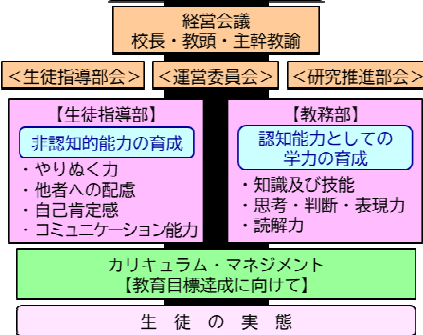 経営会議
校長・教頭・主幹教諭
＜生徒指導部会＞
＜運営委員会＞
＜研究推進部会＞
【生徒指導部】
非認知的能力の育成
・やりぬく力
・他者への配慮
・自己肯定感
・コミュニケーション能力
【教務部】
認知能力としての
学力の育成
・知識及び技能
・思考・判断・表現力
・読解力
カリキュラム・マネジメント
【教育目標達成に向けて】
生徒の実態